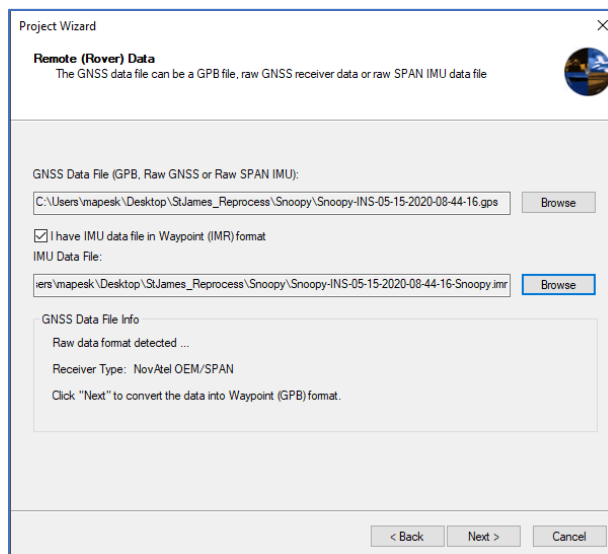 Project Wizard
Remote (Rover) Data
The GNSS data file can be a GPB file, raw GNSS receiver data or raw SPAN IMU data file
GNSS Data File (GPB, Raw GNSS or Raw SPAN IMU):
C:\Users\mapesk\Desktop\StJames_Reprocess\Snoopy\Snoopy-INS-05-15-2020-08-44-16.gps
Browse
I have IMU data file in Waypoint (IMR) format
IMU Data File:
sers\mapesk\Desktop\StJames_Reprocess\Snoopy\Snoopy-INS-05-15-2020-08-44-16-Snoopy.imr
Browse
GNSS Data File Info
Raw data format detected ...
Receiver Type: NovAtel OEM/SPAN
Click "Next" to convert the data into Waypoint (GPB) format.
< Back
Next >
Cancel